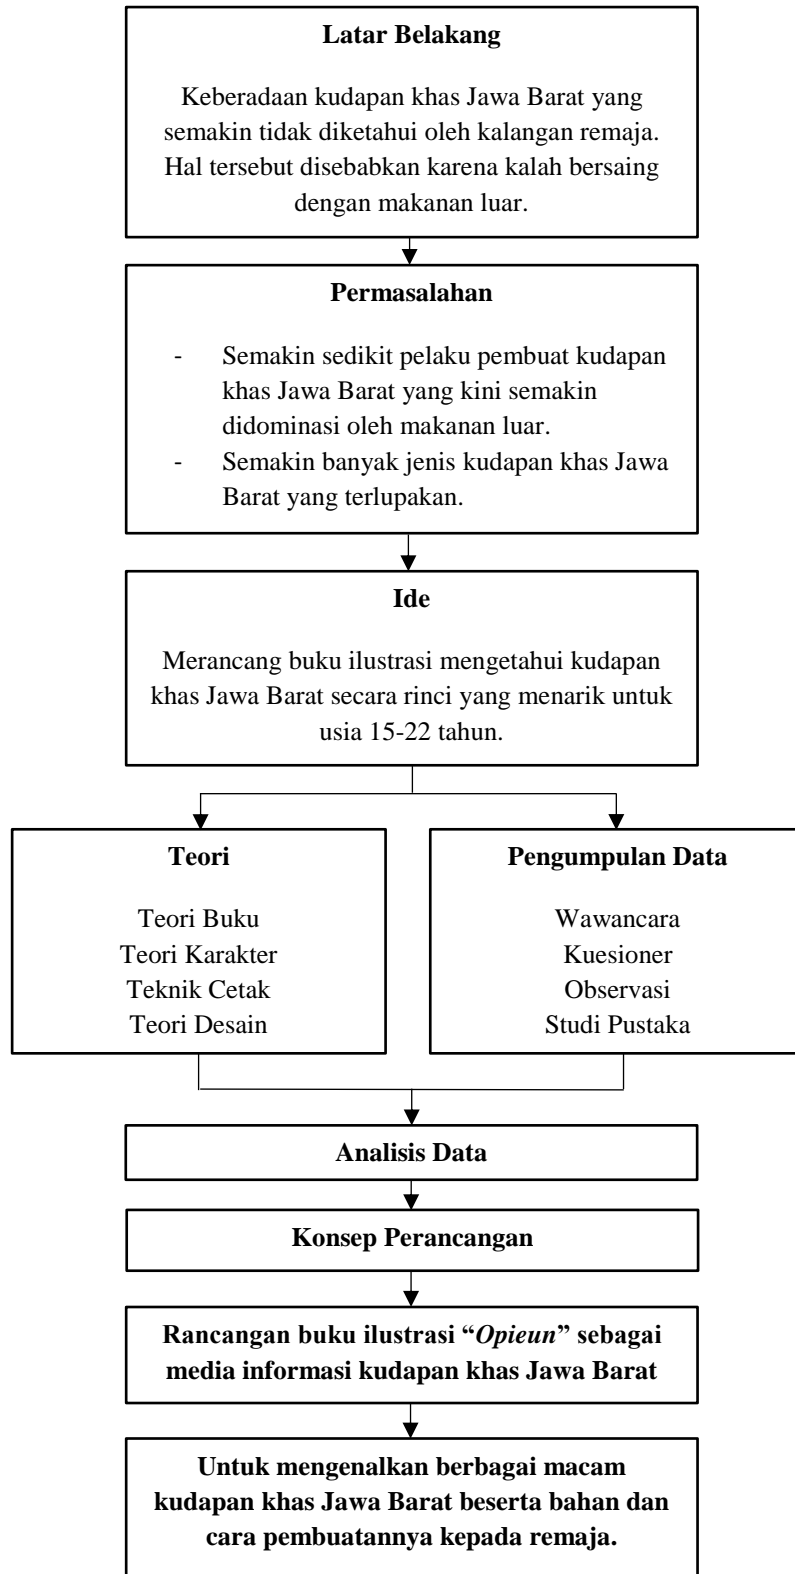 Latar Belakang
Keberadaan kudapan khas Jawa Barat yang
semakin tidak diketahui oleh kalangan remaja.
Hal tersebut disebabkan karena kalah bersaing
dengan makanan luar.
Permasalahan
- Semakin sedikit pelaku pembuat kudapan
khas Jawa Barat yang kini semakin
didominasi oleh makanan luar.
- Semakin banyak jenis kudapan khas Jawa
Barat yang terlupakan.
Ide
Merancang buku ilustrasi mengetahui kudapan
khas Jawa Barat secara rinci yang menarik untuk
usia 15-22 tahun.
Teori
Teori Buku
Teori Karakter
Teknik Cetak
Teori Desain
Pengumpulan Data
Wawancara
Kuesioner
Observasi
Studi Pustaka
Analisis Data
Konsep Perancangan
Rancangan buku ilustrasi “Opieun” sebagai
media informasi kudapan khas Jawa Barat
Untuk mengenalkan berbagai macam
kudapan khas Jawa Barat beserta bahan dan
cara pembuatannya kepada remaja.